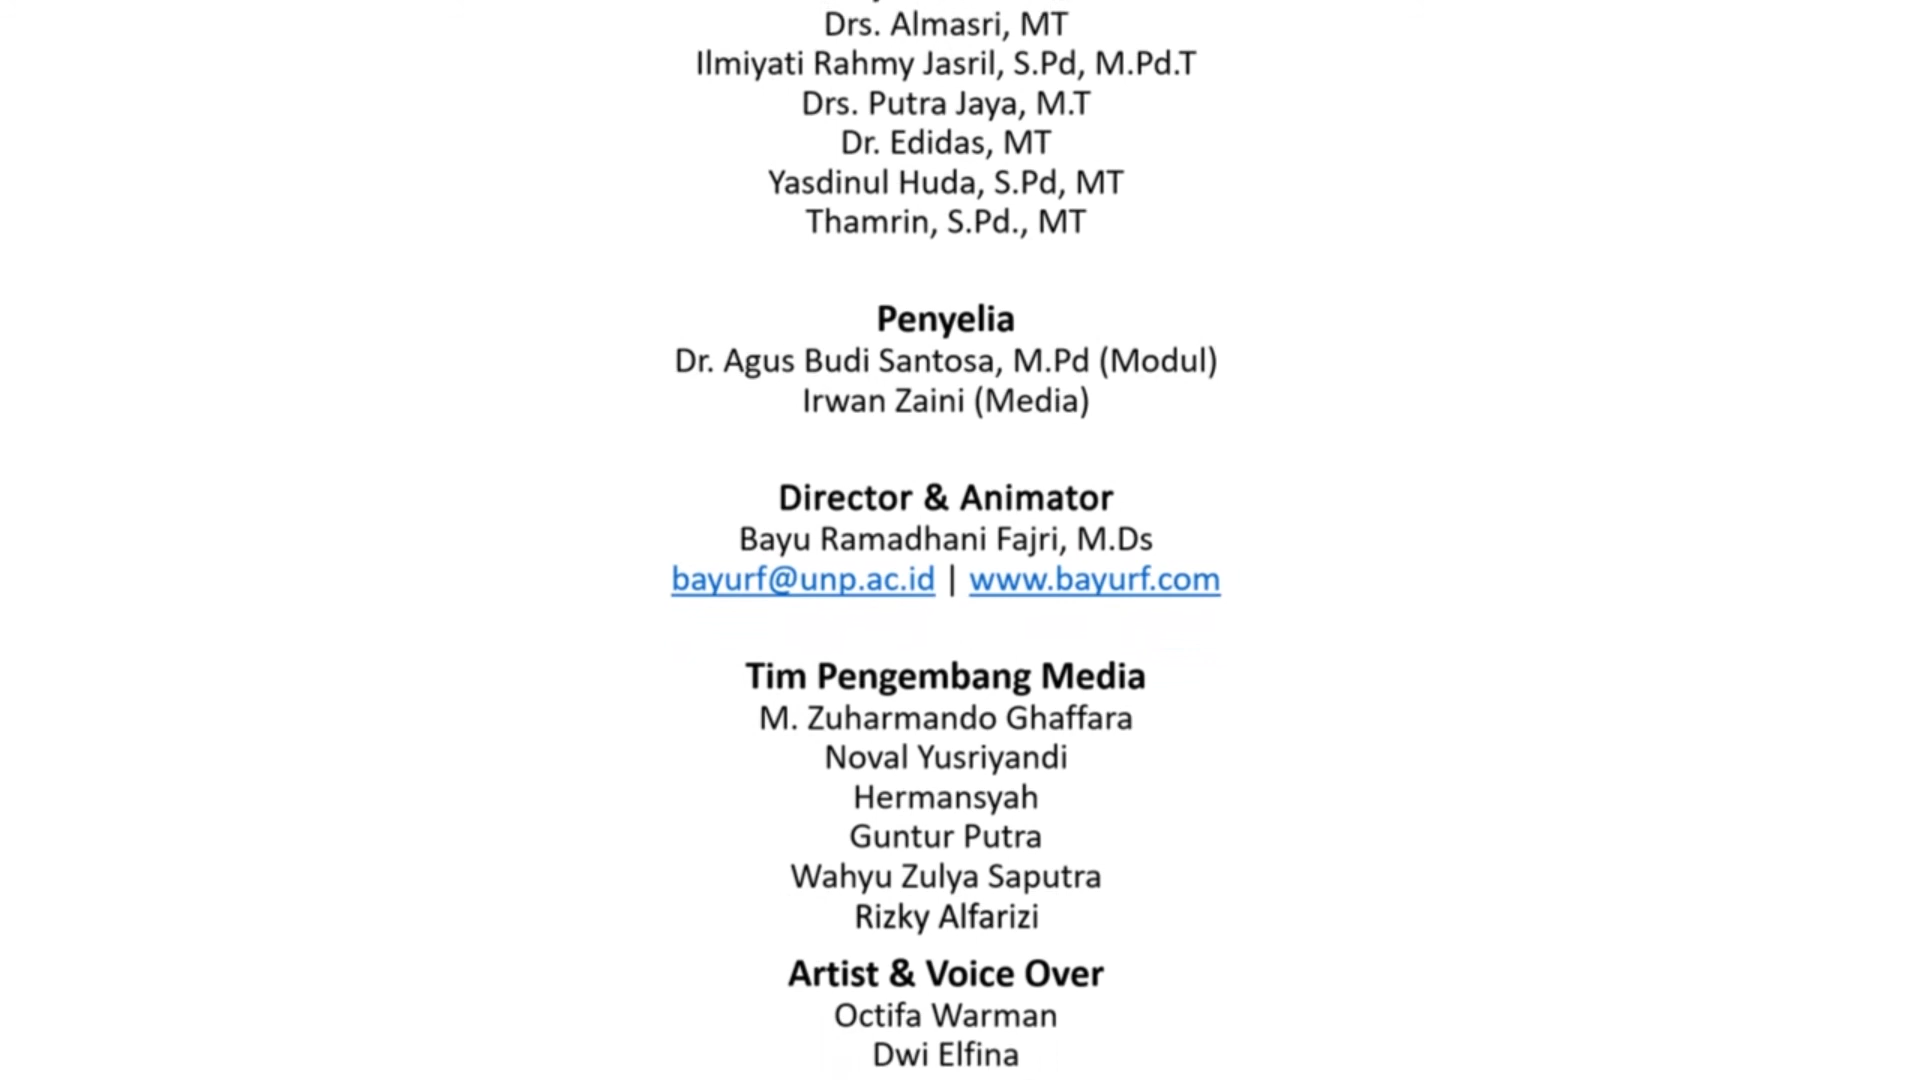 Drs. Almasri, MT
Ilmiyati Rahmy Jasril, S.Pd, M.Pd.T
Drs. Putra Jaya, M.T
Dr. Edidas, MT
Yasdinul Huda, S.Pd, MT
Thamrin, S.Pd., MT
Penyelia
Dr. Agus Budi Santosa, M.Pd (Modul)
Irwan Zaini (Media)
Director & Animator
Bayu Ramadhani Fajri, M.Ds
bayurf@unp.ac.id | www.bayurf.com
Tim Pengembang Media
M. Zuharmando Ghaffara
Noval Yusriyandi
Hermansyah
Guntur Putra
Wahyu Zulya Saputra
Rizky Alfarizi
Artist & Voice Over
Octifa Warman
Dwi Elfina